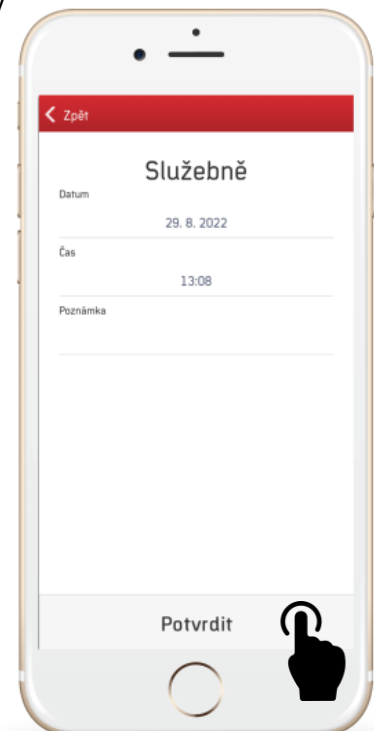 Zpět
Služebně
Datum
29. 8. 2022
Čas
13:08
Poznámka
Potvrdit